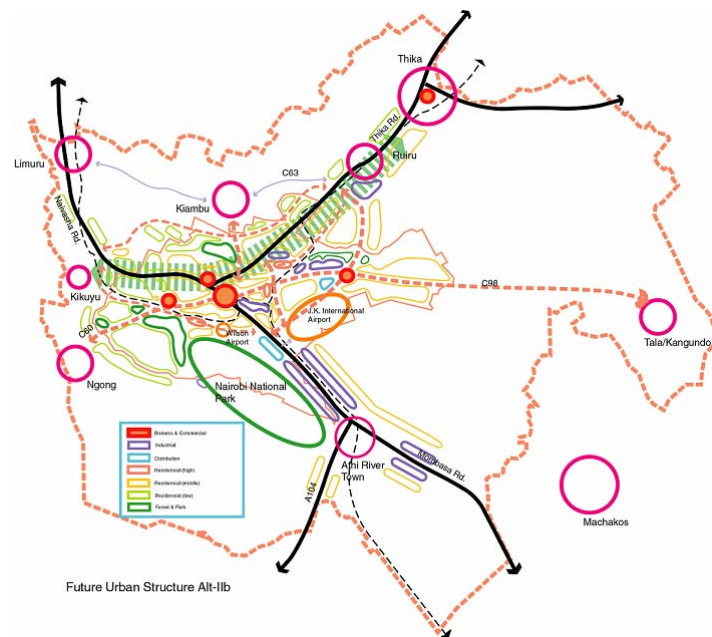 Thika
Thika Rd.
Ruiru
Limuru
C63
Kiambu
Naivasha Rd.
Kikuyu
C98
J.K. International
Airport
Wilson
Airport
C60
Tala/Kangundo
Ngong
Nairobi National
Park
Athi River
Town
Mombasa Rd.
A104
Machakos
Business & Commercial
Industrial
Distribution
Residential (high)
Residential (middle)
Residential (low)
Forest & Park
Future Urban Structure Alt-IIb